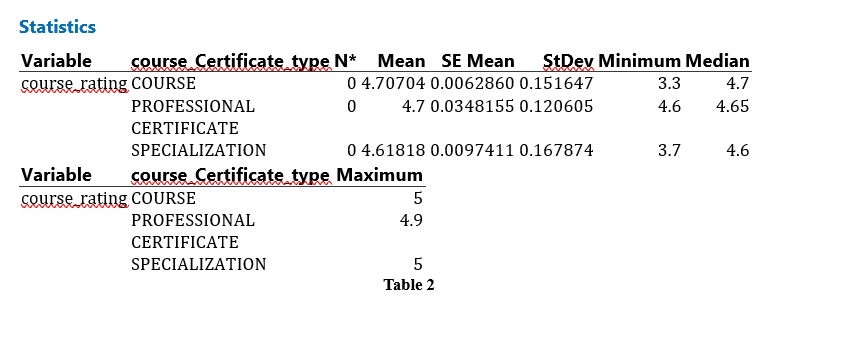 Statistics
Variable course_Certificate_type N* Mean SE Mean StDev Minimum Median
course_rating COURSE 0 4.70704 0.0062860 0.151647 3.3 4.7
PROFESSIONAL 0 4.7 0.0348155 0.120605 4.6 4.65
CERTIFICATE
SPECIALIZATION 0 4.61818 0.0097411 0.167874 3.7 4.6
Variable course_Certificate_type Maximum
course_rating COURSE 5
PROFESSIONAL 4.9
CERTIFICATE
SPECIALIZATION 5
Table 2